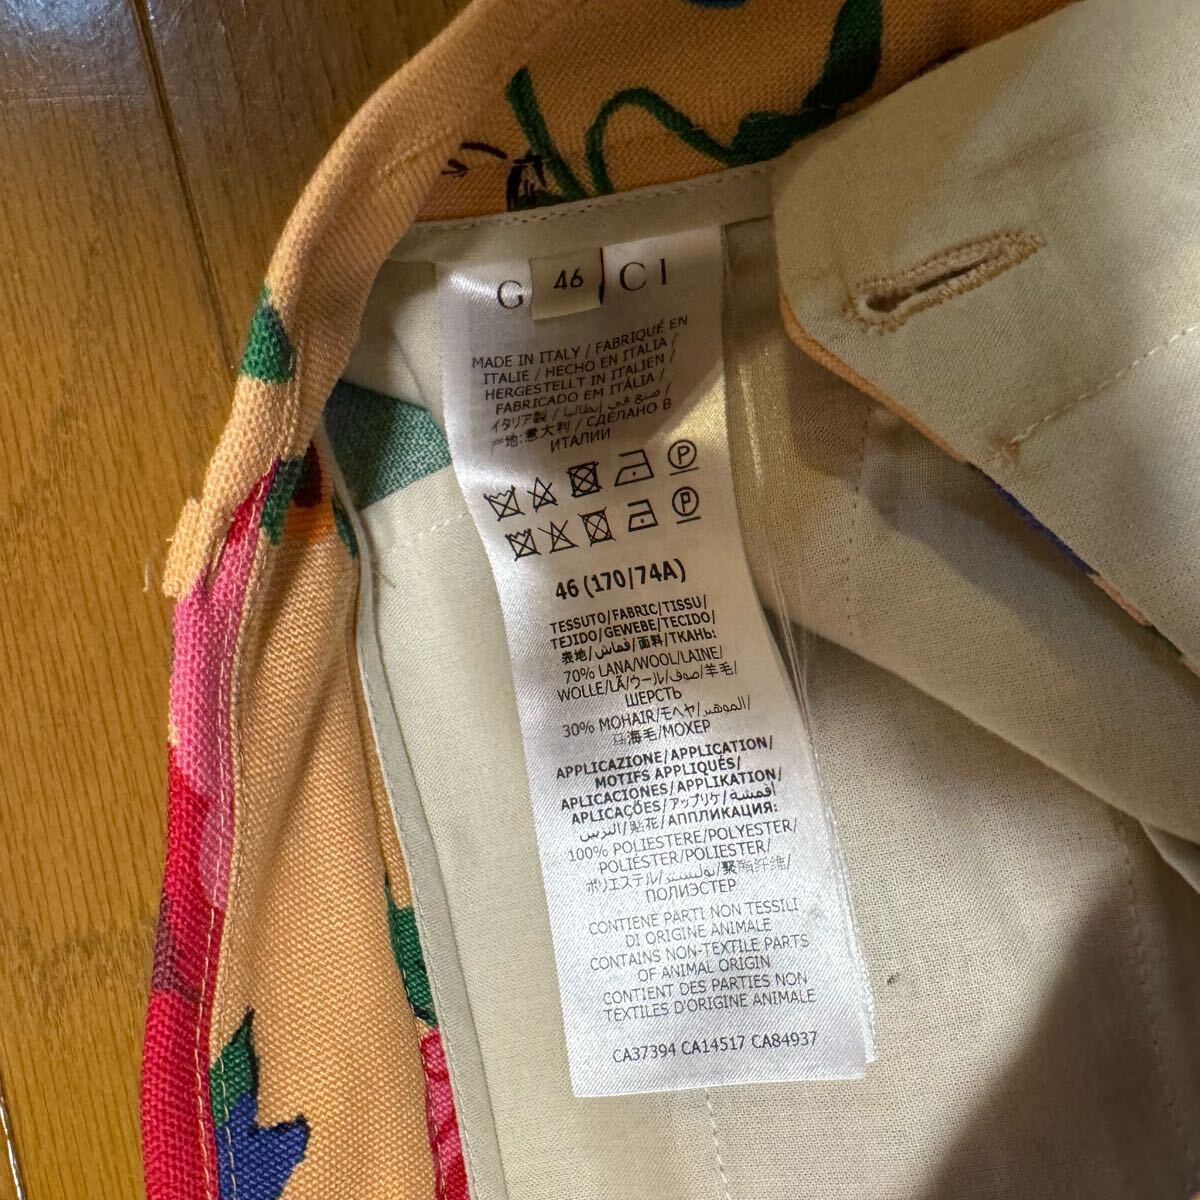 G 46 CI
MADE IN ITALY / FABRIQUÉ EN
ITALIE / HECHO EN ITALIA /
HERGESTELLT IN ITALIEN /
FABRICADO EM ITÁLIA /
イタリア製 / صنع في إيطاليا /
产地:意大利 / СДЕЛАНО В
ИТАЛИИ
P
P
46 (170/74A)
TESSUTO/FABRIC/TISSU/
TEJIDO/GEWEBE/TECIDO/
表地/قماش/面料/ТКАНЬ:
70% LANA/WOOL/LAINE/
WOLLE/LÃ/ウール/صوف/羊毛/
ШЕРСТЬ
30% MOHAIR/モヘヤ/الموهير/
马海毛/МОХЕР
APPLICAZIONE/APPLICATION/
MOTIFS APPLIQUÉS/
APLICACIONES/APPLIKATION/
APLICAÇÕES/アップリケ/أقمشة
التزيين/貼花/АППЛИКАЦИЯ:
100% POLIESTERE/POLYESTER/
POLIÉSTER/POLIESTER/
ポリエステル/بوليستر/聚酯纤维/
ПОЛИЭСТЕР
CONTIENE PARTI NON TESSILI
DI ORIGINE ANIMALE
CONTAINS NON-TEXTILE PARTS
OF ANIMAL ORIGIN
CONTIENT DES PARTIES NON
TEXTILES D'ORIGINE ANIMALE
CA37394 CA14517 CA84937